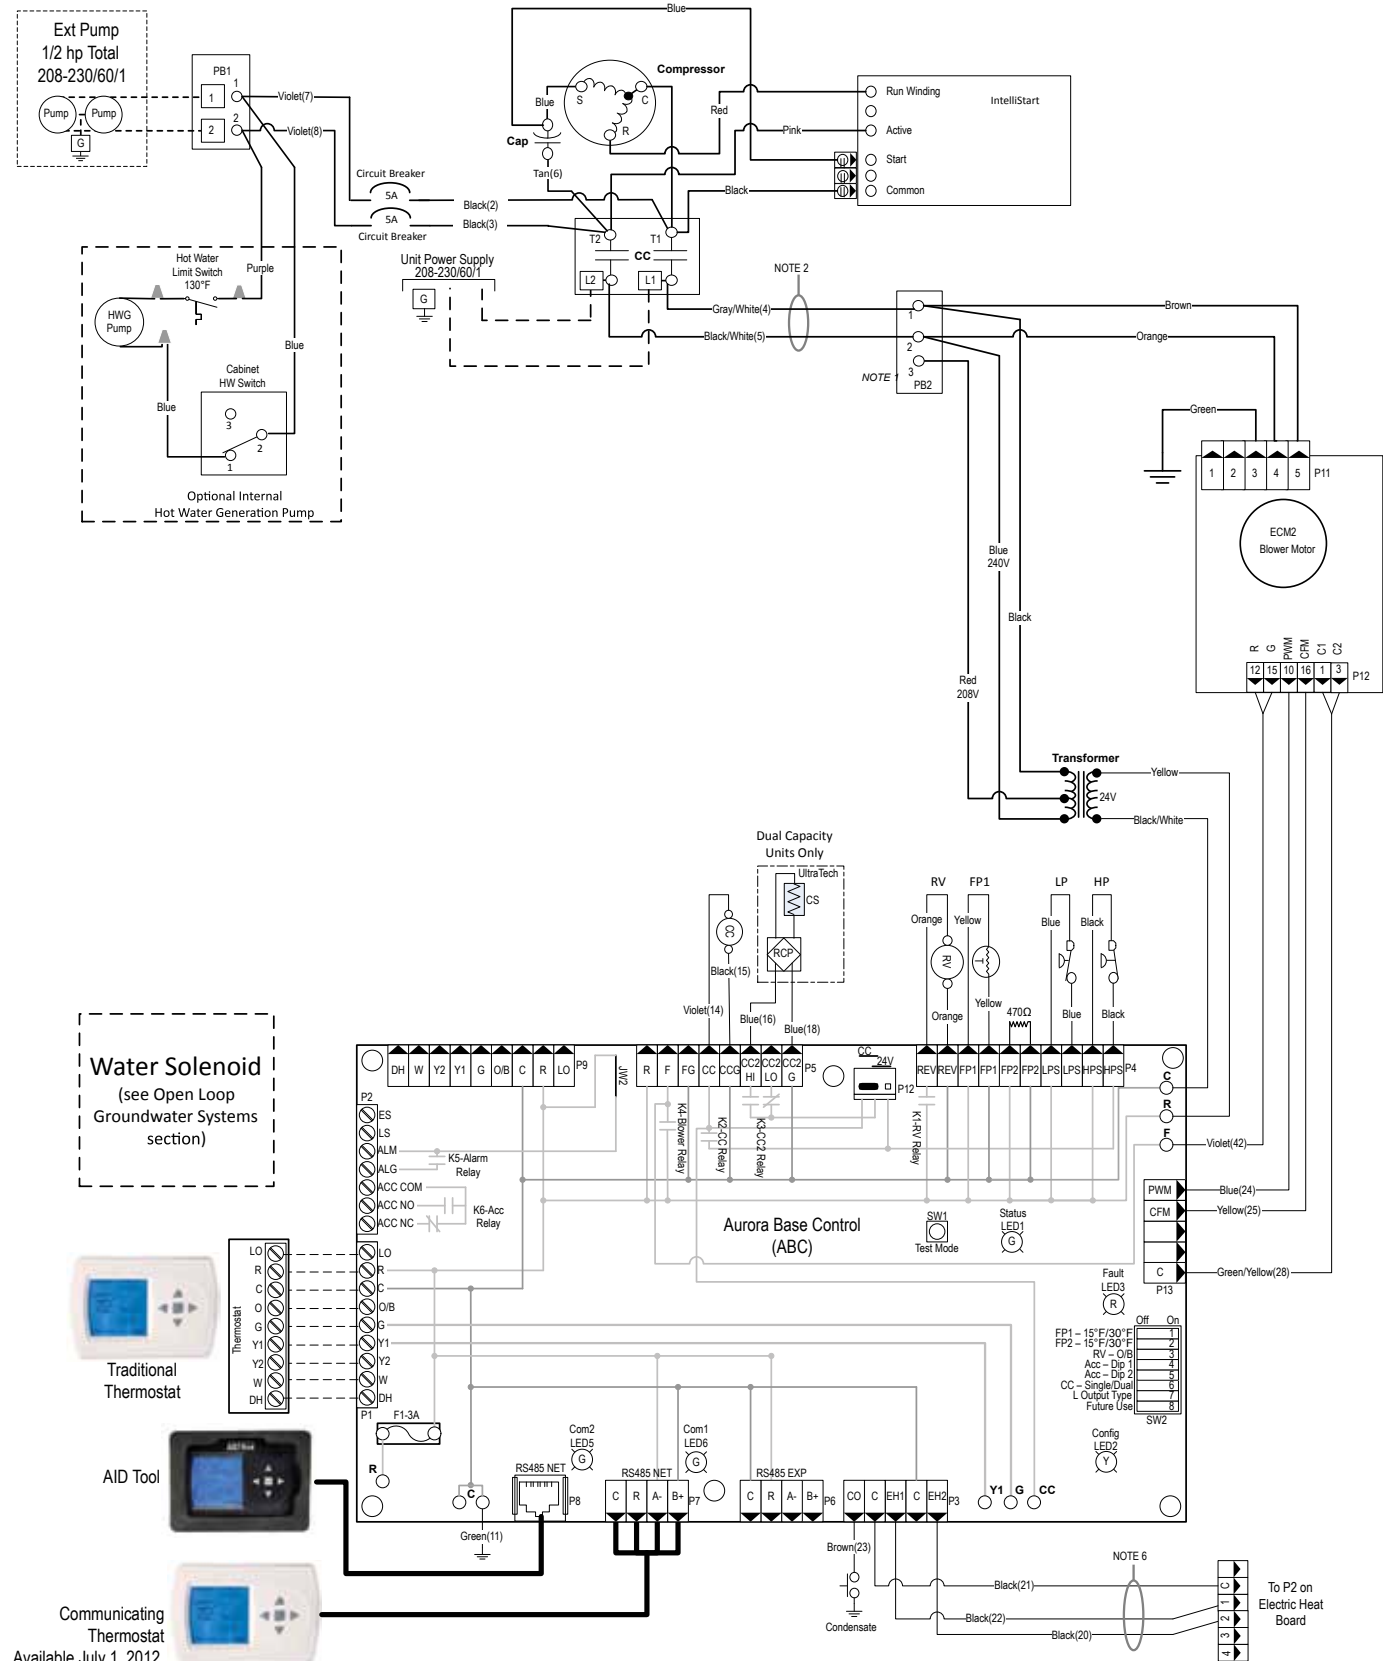 Ext Pump
1/2 hp Total
208-230/60/1
Pump
Pump
G
PB1
1
1
2
2
Violet(7)
Violet(8)
Circuit Breaker
5A
5A
Circuit Breaker
Black(2)
Black(3)
Blue
Compressor
S
C
R
Blue
Cap
Tan(6)
Red
Pink
Black
Run Winding
IntelliStart
Active
Start
Common
T2
T1
CC
L2
L1
Unit Power Supply
208-230/60/1
G
NOTE 2
Gray/White(4)
Black/White(5)
1
2
3
NOTE 1
PB2
Brown
Orange
Green
Hot Water
Limit Switch
130°F
Purple
HWG
Pump
Blue
Blue
Cabinet
HW Switch
3
2
1
Optional Internal
Hot Water Generation Pump
1
2
3
4
5
P11
ECM2
Blower Motor
R
G
PWM
CFM
C1
C2
12
15
10
16
1
3
P12
Blue
240V
Black
Red
208V
Transformer
Yellow
24V
Black/White
Dual Capacity
Units Only
UltraTech
CS
RCP
CC
Black(15)
Violet(14)
Blue(16)
Blue(18)
RV
FP1
LP
HP
Orange
Yellow
Blue
Black
RV
T
Orange
Yellow
470Ω
Blue
Black
Water Solenoid
(see Open Loop
Groundwater Systems
section)
DH
W
Y2
Y1
G
O/B
C
R
LO
P9
JW2
R
F
FG
CC
CCG
CC2
HI
CC2
LO
CC2
G
P5
CC
24V
P12
REV
REV
FP1
FP1
FP2
FP2
LPS
LPS
HPS
HPS
P4
C
R
F
Violet(42)
P2
ES
LS
ALM
ALG
ACC COM
ACC NO
ACC NC
K5-Alarm
Relay
K6-Acc
Relay
K4-Blower Relay
K2-CC Relay
K3-CC2 Relay
K1-RV Relay
Aurora Base Control
(ABC)
SW1
Test Mode
Status
LED1
G
PWM
CFM
C
P13
Blue(24)
Yellow(25)
Green/Yellow(28)
Fault
LED3
R
Off
On
FP1 – 15°F/30°F
FP2 – 15°F/30°F
RV – O/B
Acc – Dip 1
Acc – Dip 2
CC – Single/Dual
L Output Type
Future Use
1
2
3
4
5
6
7
8
SW2
Config
LED2
Y
Traditional
Thermostat
Thermostat
LO
R
C
O
G
Y1
Y2
W
DH
LO
R
C
O/B
G
Y1
Y2
W
DH
P1
F1-3A
R
C
Green(11)
AID Tool
RS485 NET
P8
Com2
LED5
G
Com1
LED6
G
RS485 NET
C
R
A-
B+
P7
RS485 EXP
C
R
A-
B+
P6
CO
C
EH1
C
EH2
P3
Y1
G
CC
Brown(23)
Condensate
Black(21)
Black(22)
Black(20)
NOTE 6
C
1
2
3
4
To P2 on
Electric Heat
Board
Communicating
Thermostat
Available July 1, 2012